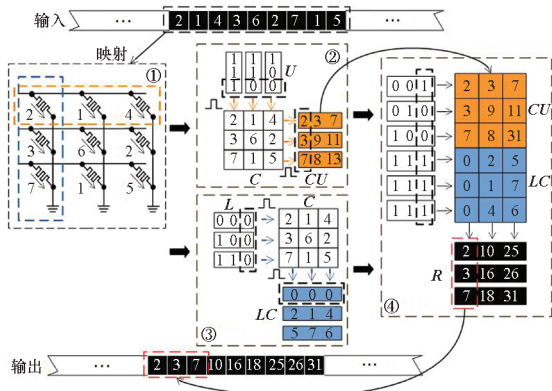 输入 … 2 1 4 3 6 2 7 1 5 …
映射
①
2 1 4
3 6 2
7 1 5
②
1 1 1
1 1 0
1 0 0
U
2 1 4
3 6 2
7 1 5
C
2 3 7
3 9 11
7 8 13
CU
③
L
0 0 0
1 0 0
1 1 0
C
2 1 4
3 6 2
7 1 5
LC
0 0 0
2 1 4
5 7 6
④
0 0 1 2 3 7
0 1 0 3 9 11 CU
1 0 0 7 8 31
1 1 1 0 2 5
1 1 1 0 1 7 LC
1 1 1 0 4 6
2 10 25
R 3 16 26
7 18 31
输出 … 2 3 7 10 16 18 25 26 31 …